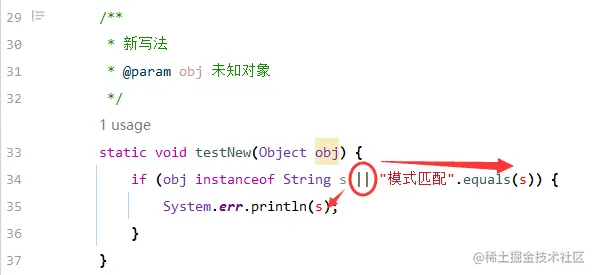 29 /**
30 * 新写法
31 * @param obj 未知对象
32 */
1 usage
33 static void testNew(Object obj) {
34 if (obj instanceof String s || "模式匹配".equals(s)) {
35 System.err.println(s);
36 }
37 }
@稀土掘金技术社区